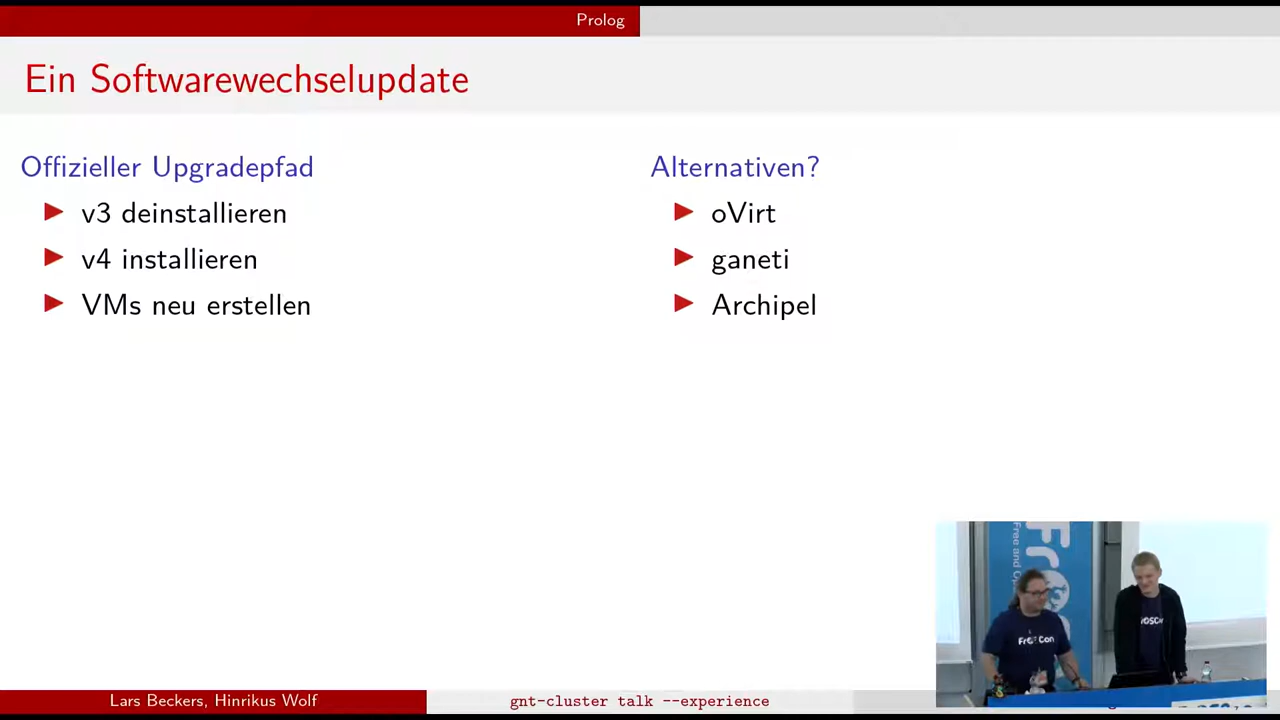 Prolog
Ein Softwarewechselupdate
Offizieller Upgradepfad
v3 deinstallieren
v4 installieren
VMs neu erstellen
Alternativen?
oVirt
ganeti
Archipel
Lars Beckers, Hinrikus Wolf
gnt-cluster talk --experience